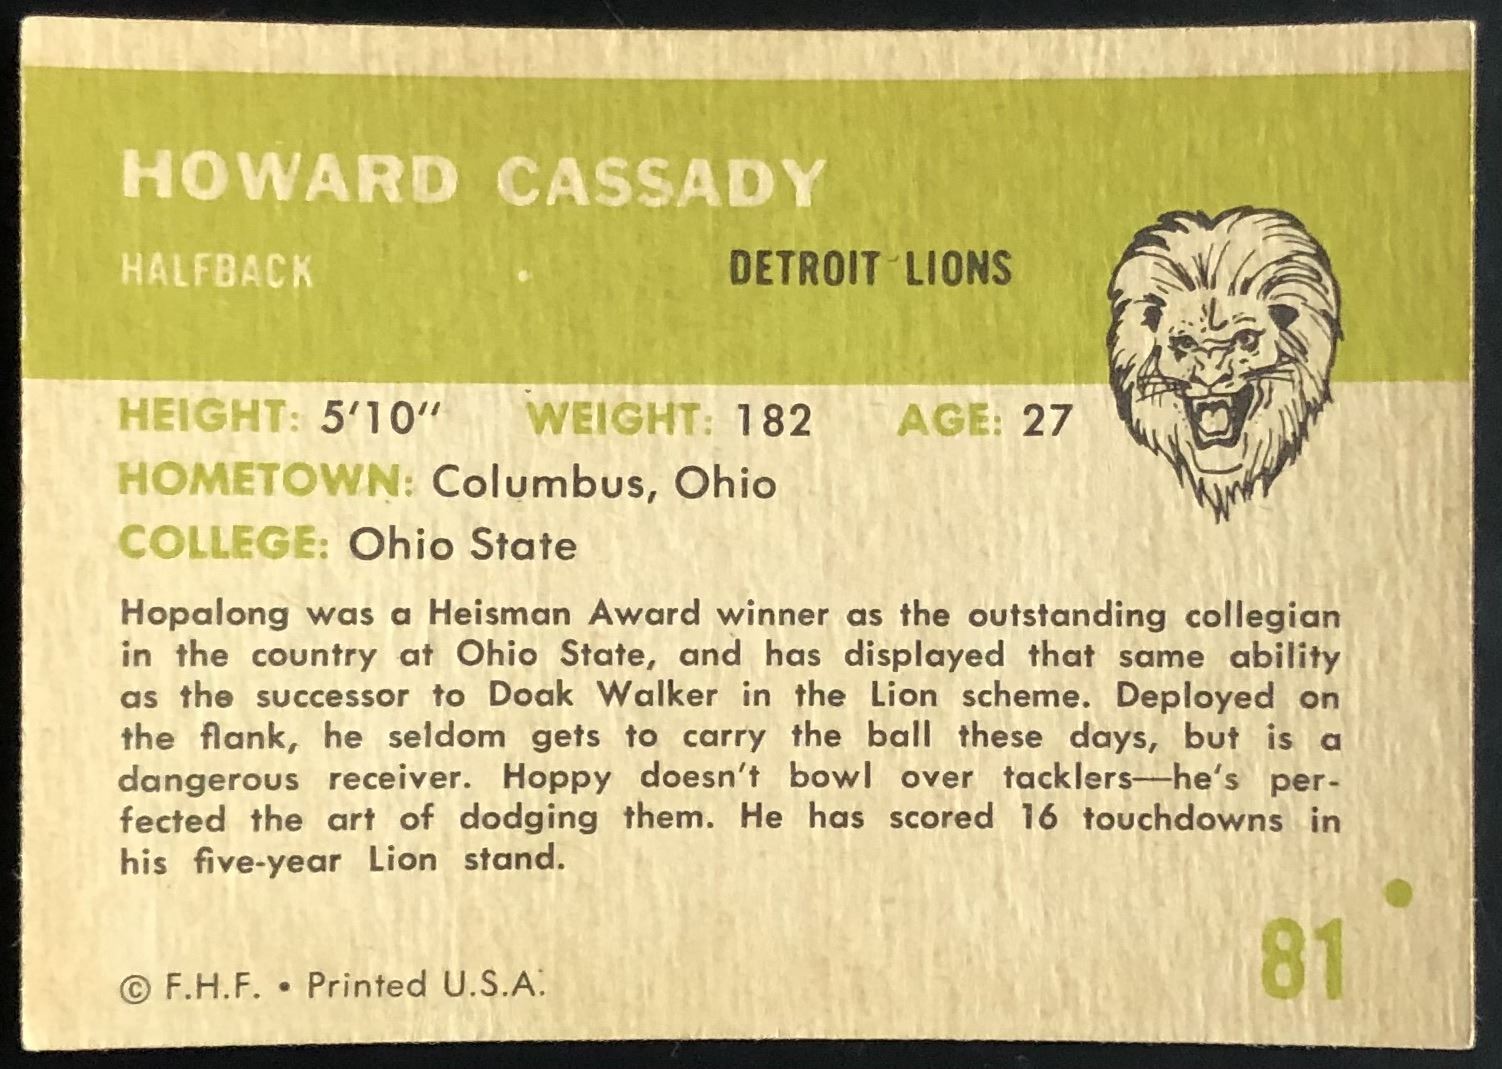 HOWARD CASSADY
HALFBACK DETROIT LIONS
HEIGHT: 5'10" WEIGHT: 182 AGE: 27
HOMETOWN: Columbus, Ohio
COLLEGE: Ohio State
Hopalong was a Heisman Award winner as the outstanding collegian
in the country at Ohio State, and has displayed that same ability
as the successor to Doak Walker in the Lion scheme. Deployed on
the flank, he seldom gets to carry the ball these days, but is a
dangerous receiver. Hoppy doesn't bowl over tacklers—he's per-
fected the art of dodging them. He has scored 16 touchdowns in
his five-year Lion stand.
© F.H.F. • Printed U.S.A.
81